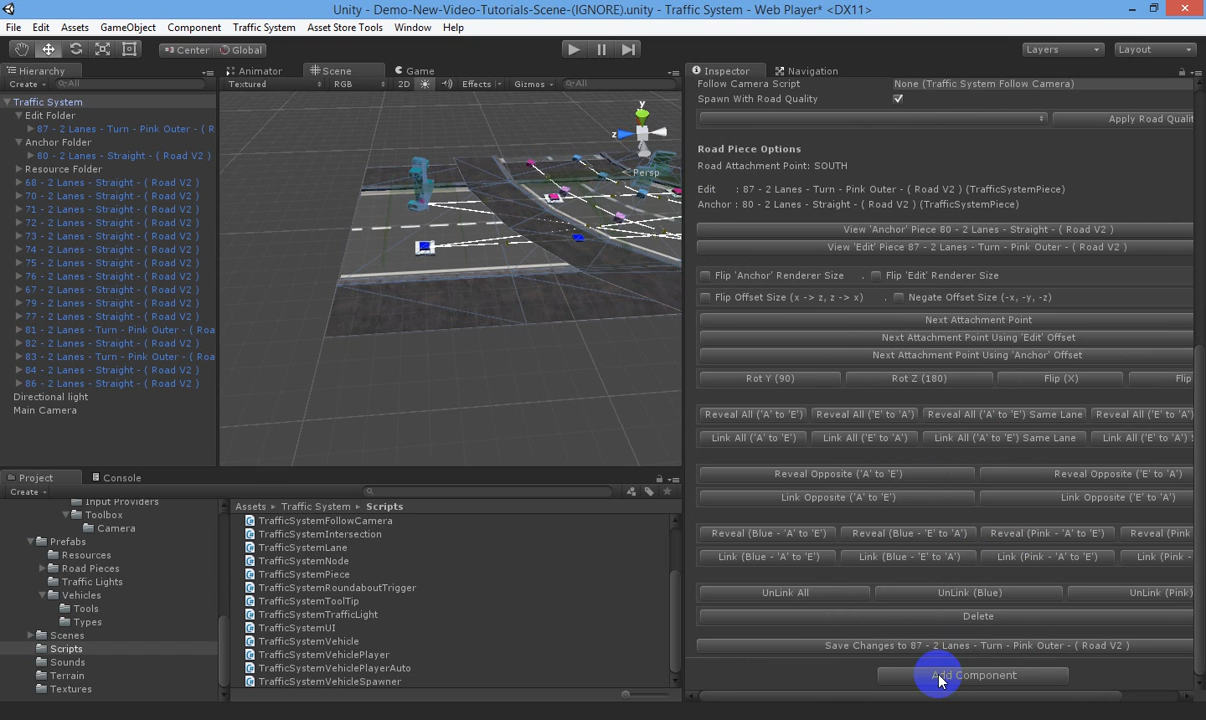 Unity - Demo-New-Video-Tutorials-Scene-(IGNORE).unity - Traffic System - Web Player* <DX11>
File Edit Assets GameObject Component Traffic System Asset Store Tools Window Help
Center Global Layers Layout
Hierarchy
Create All
Traffic System
Edit Folder
87 - 2 Lanes - Turn - Pink Outer - ( R
Anchor Folder
80 - 2 Lanes - Straight - ( Road V2 )
Resource Folder
68 - 2 Lanes - Straight - ( Road V2 )
70 - 2 Lanes - Straight - ( Road V2 )
71 - 2 Lanes - Straight - ( Road V2 )
72 - 2 Lanes - Straight - ( Road V2 )
73 - 2 Lanes - Straight - ( Road V2 )
74 - 2 Lanes - Straight - ( Road V2 )
75 - 2 Lanes - Straight - ( Road V2 )
76 - 2 Lanes - Straight - ( Road V2 )
67 - 2 Lanes - Straight - ( Road V2 )
79 - 2 Lanes - Straight - ( Road V2 )
77 - 2 Lanes - Straight - ( Road V2 )
81 - 2 Lanes - Turn - Pink Outer - ( Roa
82 - 2 Lanes - Straight - ( Road V2 )
83 - 2 Lanes - Turn - Pink Outer - ( Roa
84 - 2 Lanes - Straight - ( Road V2 )
86 - 2 Lanes - Straight - ( Road V2 )
Directional light
Main Camera
Animator Scene Game
Textured RGB 2D Effects Gizmos All
y
z
Persp
Inspector Navigation
Follow Camera Script None (Traffic System Follow Camera)
Spawn With Road Quality
Apply Road Qualit
Road Piece Options
Road Attachment Point: SOUTH
Edit : 87 - 2 Lanes - Turn - Pink Outer - ( Road V2 ) (TrafficSystemPiece)
Anchor : 80 - 2 Lanes - Straight - ( Road V2 ) (TrafficSystemPiece)
View 'Anchor' Piece 80 - 2 Lanes - Straight - ( Road V2 )
View 'Edit' Piece 87 - 2 Lanes - Turn - Pink Outer - ( Road V2 )
Flip 'Anchor' Renderer Size . Flip 'Edit' Renderer Size
Flip Offset Size (x -> z, z -> x) . Negate Offset Size (-x, -y, -z)
Next Attachment Point
Next Attachment Point Using 'Edit' Offset
Next Attachment Point Using 'Anchor' Offset
Rot Y (90) Rot Z (180) Flip (X) Flip
Reveal All ('A' to 'E') Reveal All ('E' to 'A') Reveal All ('A' to 'E') Same Lane Reveal All ('E' to 'A')
Link All ('A' to 'E') Link All ('E' to 'A') Link All ('A' to 'E') Same Lane Link All ('E' to 'A') S
Reveal Opposite ('A' to 'E') Reveal Opposite ('E' to 'A')
Link Opposite ('A' to 'E') Link Opposite ('E' to 'A')
Reveal (Blue - 'A' to 'E') Reveal (Blue - 'E' to 'A') Reveal (Pink - 'A' to 'E') Reveal (Pink
Link (Blue - 'A' to 'E') Link (Blue - 'E' to 'A') Link (Pink - 'A' to 'E') Link (Pink -
UnLink All UnLink (Blue) UnLink (Pink)
Delete
Save Changes to 87 - 2 Lanes - Turn - Pink Outer - ( Road V2 )
Add Component
Project Console
Create
Input Providers
Toolbox
Camera
Prefabs
Resources
Road Pieces
Traffic Lights
Vehicles
Tools
Types
Scenes
Scripts
Sounds
Terrain
Textures
Assets Traffic System Scripts
TrafficSystemFollowCamera
TrafficSystemIntersection
TrafficSystemLane
TrafficSystemNode
TrafficSystemPiece
TrafficSystemRoundaboutTrigger
TrafficSystemToolTip
TrafficSystemTrafficLight
TrafficSystemUI
TrafficSystemVehicle
TrafficSystemVehiclePlayer
TrafficSystemVehiclePlayerAuto
TrafficSystemVehicleSpawner